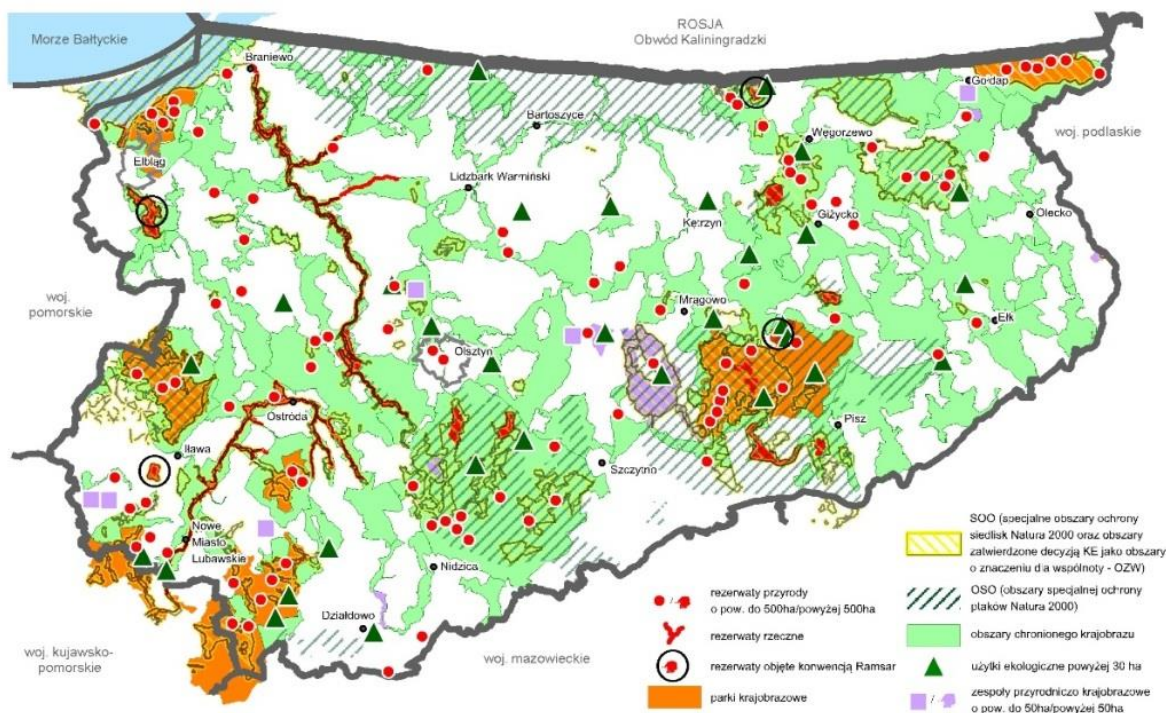 Morze Bałtyckie
ROSJA
Obwód Kaliningradzki
Braniewo
Gołdap
Bartoszyce
Węgorzewo
woj. podlaskie
Elbląg
Lidzbark Warmiński
Kętrzyn
Giżycko
Olecko
woj.
pomorskie
Mrągowo
Ełk
Olsztyn
Ostróda
Pisz
Iława
Szczytno
Nowe
Miasto
Lubawskie
Nidzica
Działdowo
woj. kujawsko-
pomorskie
woj. mazowieckie
rezerwaty przyrody
o pow. do 500ha/powyżej 500ha
rezerwaty rzeczne
rezerwaty objęte konwencją Ramsar
parki krajobrazowe
SOO (specjalne obszary ochrony
siedlisk Natura 2000 oraz obszary
zatwierdzone decyzją KE jako obszary
o znaczeniu dla wspólnoty - OZW)
OSO (obszary specjalnej ochrony
ptaków Natura 2000)
obszary chronionego krajobrazu
użytki ekologiczne powyżej 30 ha
zespoły przyrodniczo krajobrazowe
o pow. do 50ha/powyżej 50ha